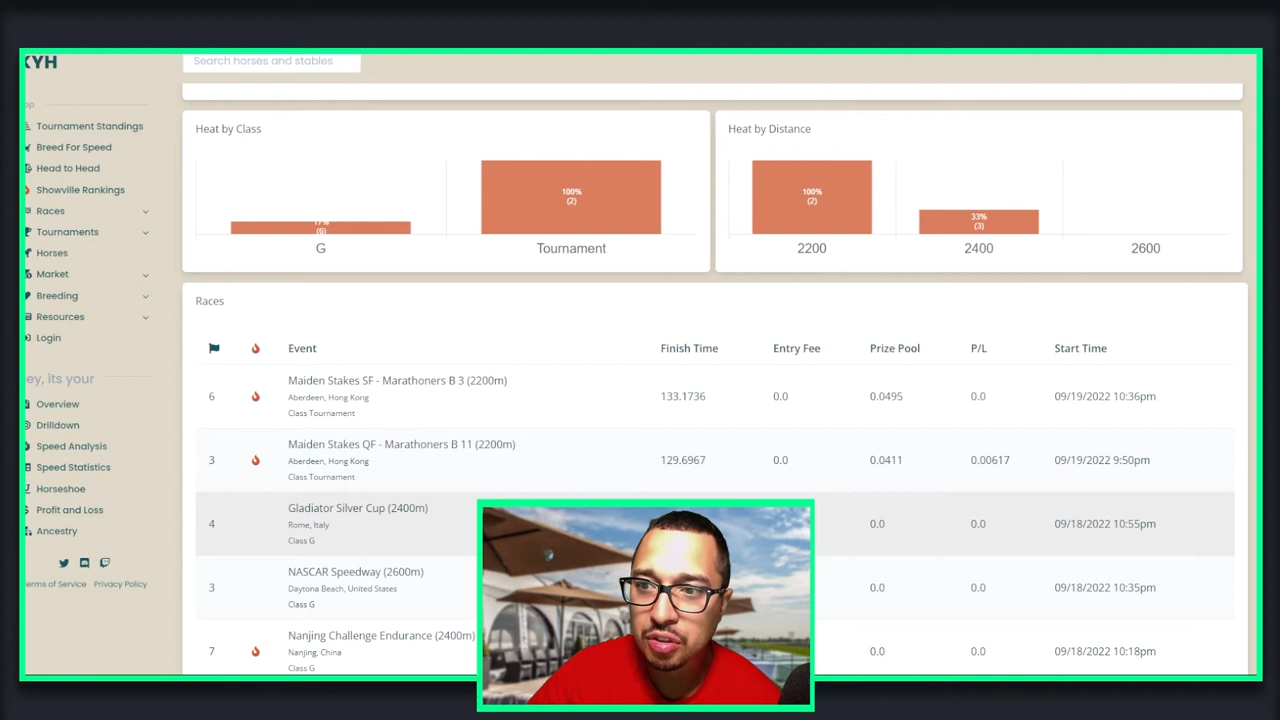 KYH
Search horses and stables
Tournament Standings
Breed For Speed
Head to Head
Showville Rankings
Races
Tournaments
Horses
Market
Breeding
Resources
Login
ey, its your
Overview
Drilldown
Speed Analysis
Speed Statistics
Horseshoe
Profit and Loss
Ancestry
erms of Service Privacy Policy
Heat by Class
100%
(2)
G Tournament
Heat by Distance
100%
(2)
33%
(3)
2200 2400 2600
Races
Event Finish Time Entry Fee Prize Pool P/L Start Time
Maiden Stakes SF - Marathoners B 3 (2200m)
6 Aberdeen, Hong Kong 133.1736 0.0 0.0495 0.0 09/19/2022 10:36pm
Class Tournament
Maiden Stakes QF - Marathoners B 11 (2200m)
3 Aberdeen, Hong Kong 129.6967 0.0 0.0411 0.00617 09/19/2022 9:50pm
Class Tournament
Gladiator Silver Cup (2400m)
4 Rome, Italy 0.0 0.0 09/18/2022 10:55pm
Class G
NASCAR Speedway (2600m)
3 Daytona Beach, United States 0.0 0.0 09/18/2022 10:35pm
Class G
Nanjing Challenge Endurance (2400m)
7 Nanjing, China 0.0 0.0 09/18/2022 10:18pm
Class G